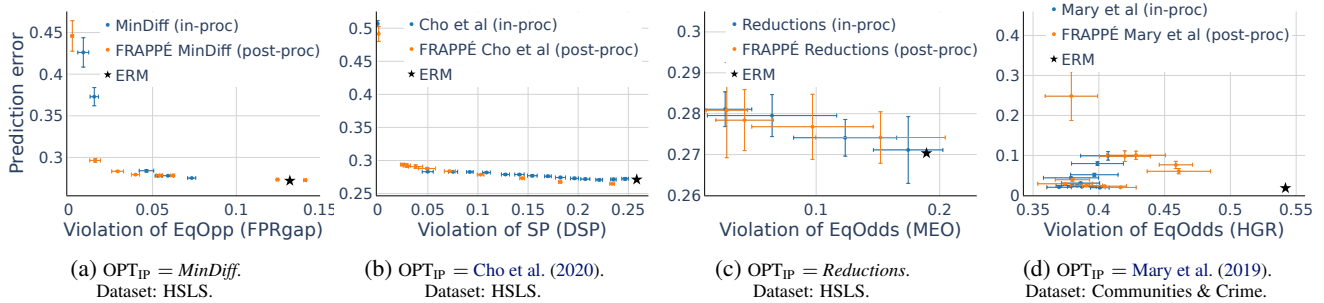 Prediction error
0.45
0.4
0.35
0.3
0
0.05
0.1
0.15
MinDiff (in-proc)
FRAPPÉ MinDiff (post-proc)
ERM
Violation of EqOpp (FPRgap)
(a) OPT_IP = MinDiff.
Dataset: HSLS.
0.5
0.45
0.4
0.35
0.3
0.25
0
0.05
0.1
0.15
0.2
0.25
Cho et al (in-proc)
FRAPPÉ Cho et al (post-proc)
ERM
Violation of SP (DSP)
(b) OPT_IP = Cho et al. (2020).
Dataset: HSLS.
0.3
0.29
0.28
0.27
0.26
0.1
0.2
Reductions (in-proc)
FRAPPÉ Reductions (post-proc)
ERM
Violation of EqOdds (MEO)
(c) OPT_IP = Reductions.
Dataset: HSLS.
0.4
0.3
0.2
0.1
0
0.35
0.4
0.45
0.5
0.55
Mary et al (in-proc)
FRAPPÉ Mary et al (post-proc)
ERM
Violation of EqOdds (HGR)
(d) OPT_IP = Mary et al. (2019).
Dataset: Communities & Crime.